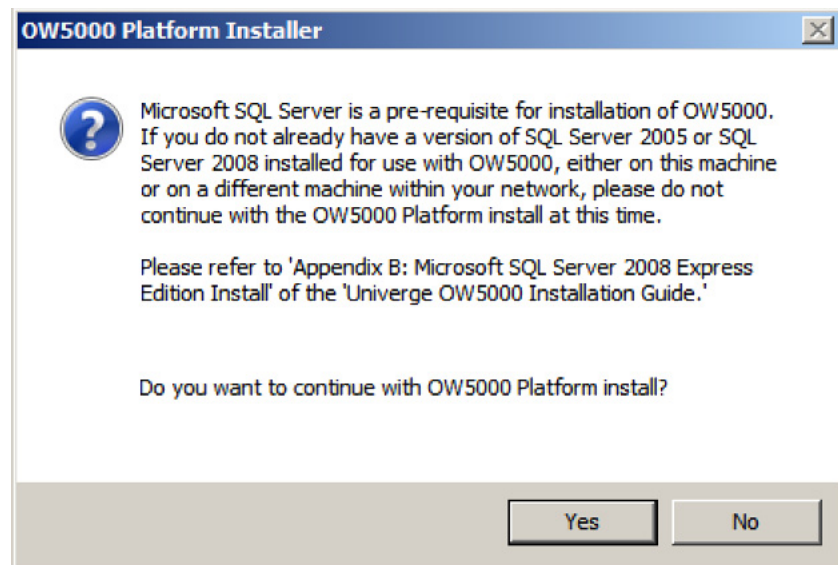 OW5000 Platform Installer
Microsoft SQL Server is a pre-requisite for installation of OW5000.
If you do not already have a version of SQL Server 2005 or SQL
Server 2008 installed for use with OW5000, either on this machine
or on a different machine within your network, please do not
continue with the OW5000 Platform install at this time.
Please refer to 'Appendix B: Microsoft SQL Server 2008 Express
Edition Install' of the 'Univerge OW5000 Installation Guide.'
Do you want to continue with OW5000 Platform install?
Yes
No